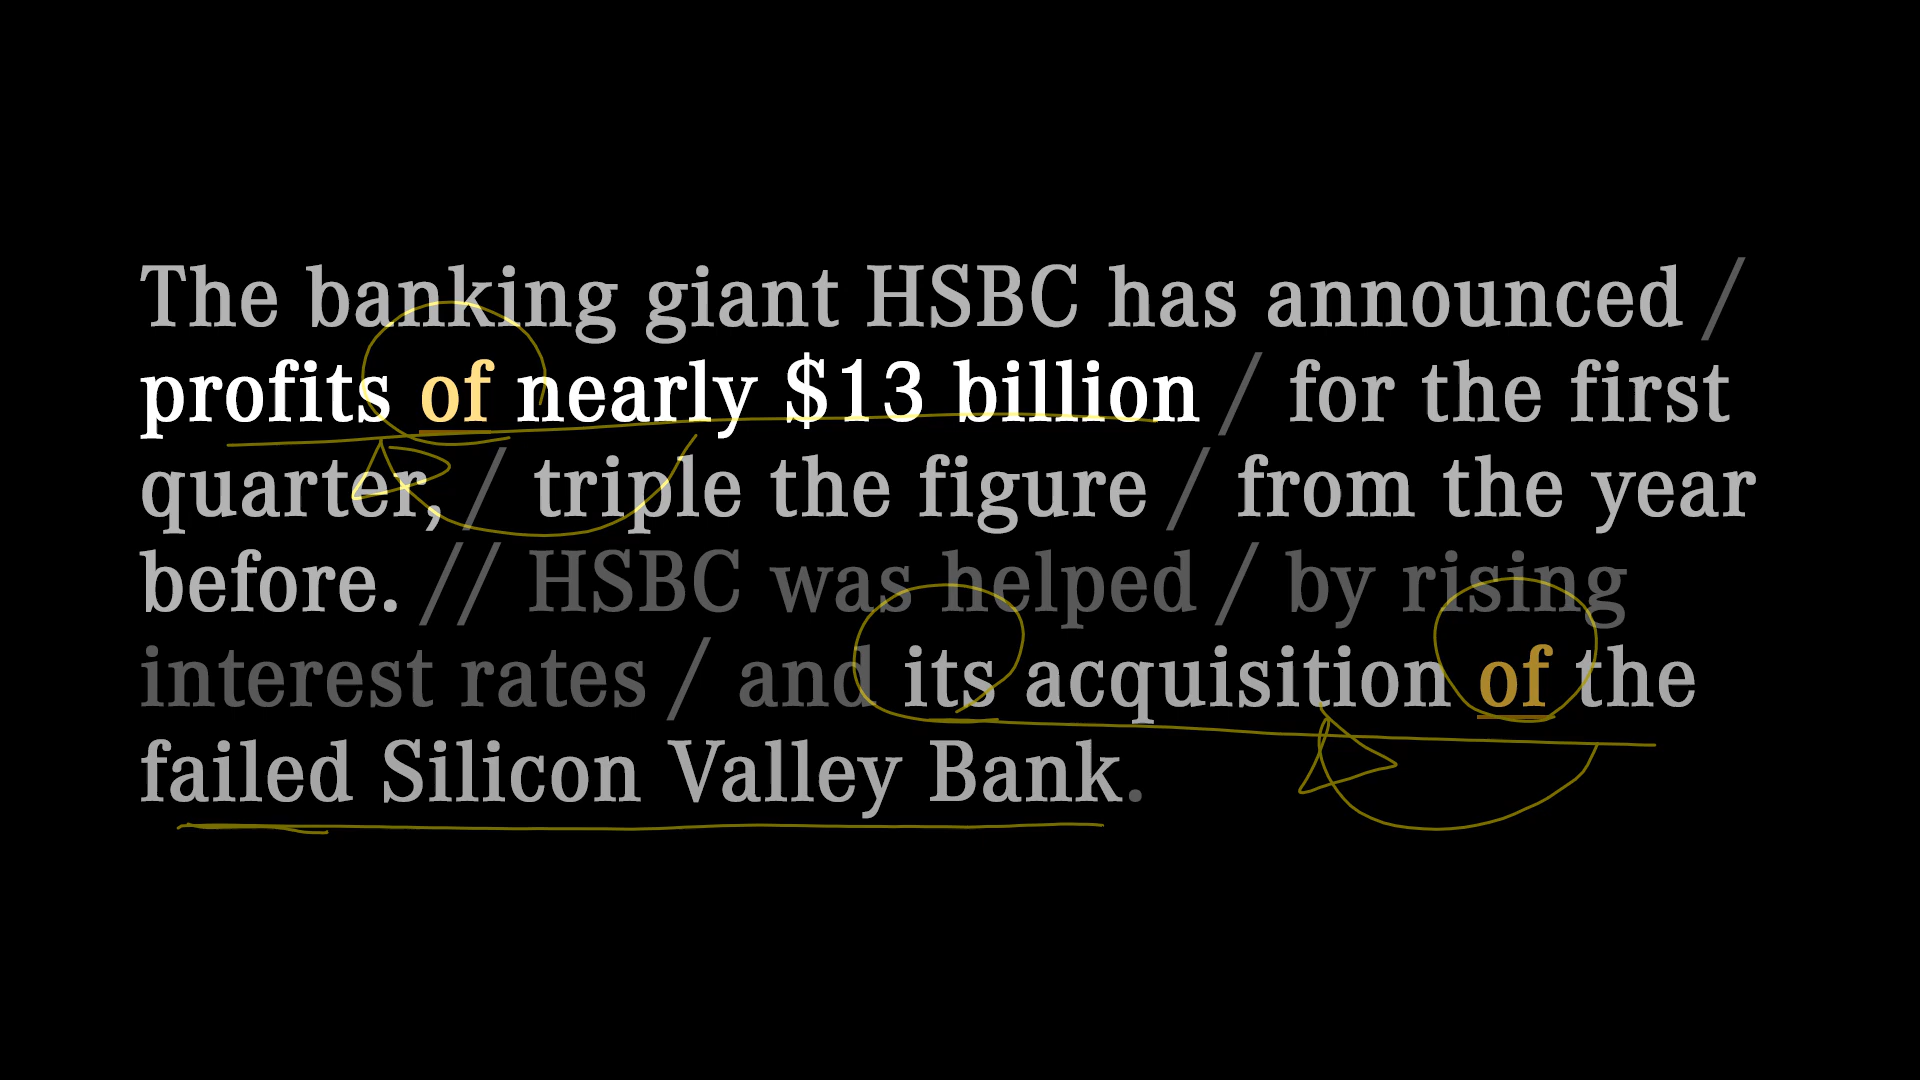 The banking giant HSBC has announced /
profits of nearly $13 billion / for the first
quarter, / triple the figure / from the year
before. // HSBC was helped / by rising
interest rates / and its acquisition of the
failed Silicon Valley Bank.